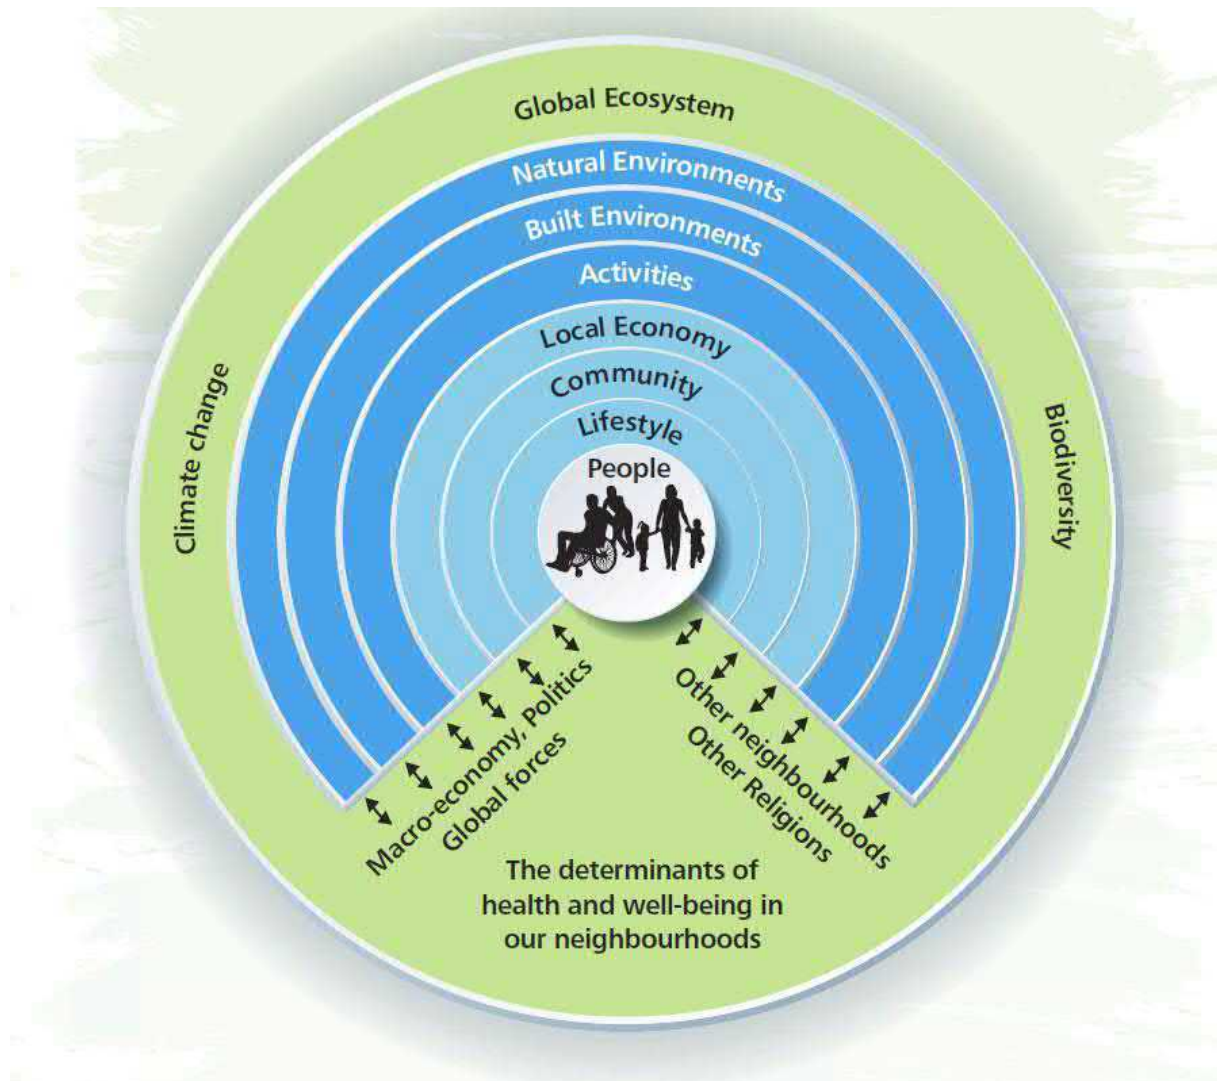 Global Ecosystem
Natural Environments
Built Environments
Activities
Local Economy
Community
Lifestyle
People
Climate change
Biodiversity
Macro-economy, Politics
Global forces
Other neighbourhoods
Other Religions
The determinants of
health and well-being in
our neighbourhoods